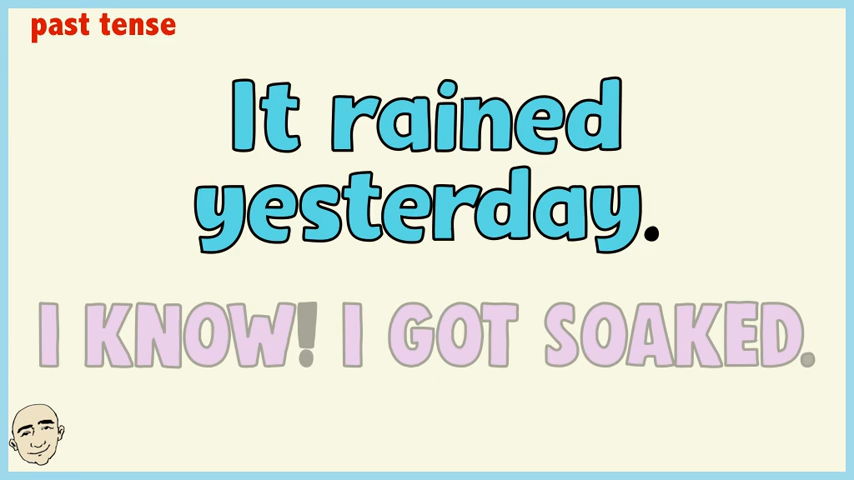 past tense
It rained
yesterday.
I KNOW! I GOT SOAKED.